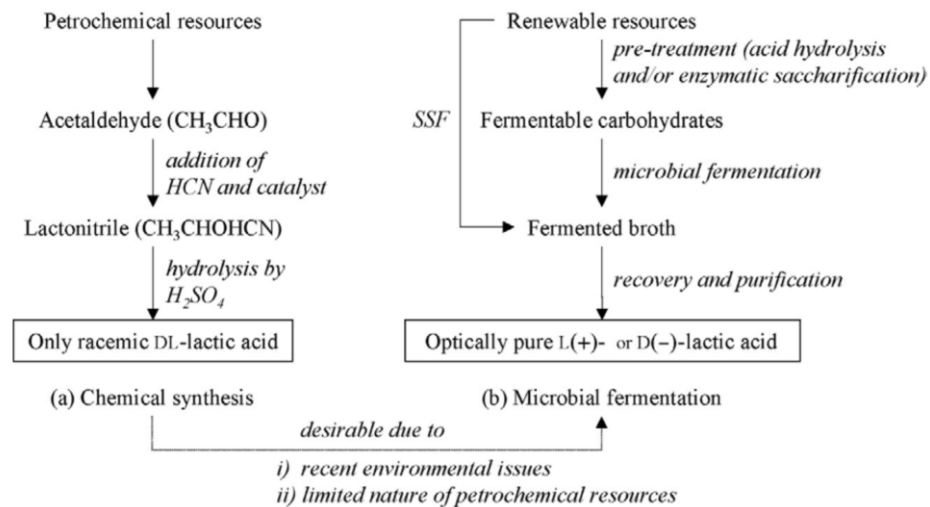 Petrochemical resources
Acetaldehyde (CH₃CHO)
addition of
HCN and catalyst
Lactonitrile (CH₃CHOHCN)
hydrolysis by
H₂SO₄
Only racemic DL-lactic acid
(a) Chemical synthesis
Renewable resources
pre-treatment (acid hydrolysis
and/or enzymatic saccharification)
SSF
Fermentable carbohydrates
microbial fermentation
Fermented broth
recovery and purification
Optically pure L(+)- or D(–)-lactic acid
(b) Microbial fermentation
desirable due to
i) recent environmental issues
ii) limited nature of petrochemical resources